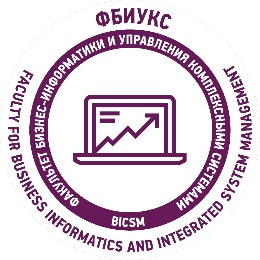 ФБИУКС
ФАКУЛЬТЕТ БИЗНЕС-ИНФОРМАТИКИ И УПРАВЛЕНИЯ КОМПЛЕКСНЫМИ СИСТЕМАМИ
BICSM
FACULTY FOR BUSINESS INFORMATICS AND INTEGRATED SYSTEM MANAGEMENT